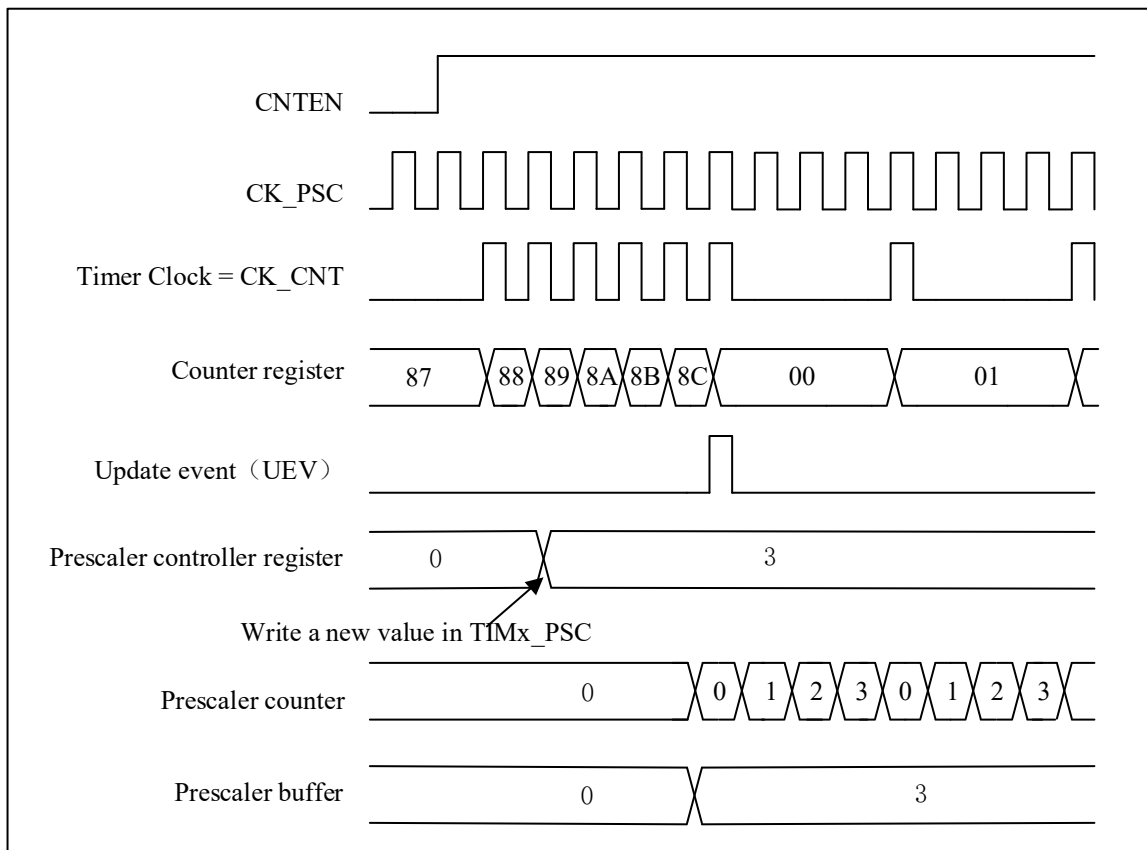 CNTEN
CK_PSC
Timer Clock = CK_CNT
Counter register
87 88 89 8A 8B 8C 00 01
Update event（UEV）
Prescaler controller register
0 3
Write a new value in TIMx_PSC
Prescaler counter
0 0 1 2 3 0 1 2 3
Prescaler buffer
0 3